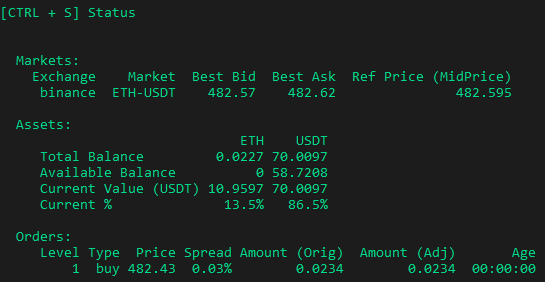 [CTRL + S] Status
Markets:
Exchange Market Best Bid Best Ask Ref Price (MidPrice)
binance ETH-USDT 482.57 482.62 482.595
Assets:
ETH USDT
Total Balance 0.0227 70.0097
Available Balance 0 58.7208
Current Value (USDT) 10.9597 70.0097
Current % 13.5% 86.5%
Orders:
Level Type Price Spread Amount (Orig) Amount (Adj) Age
1 buy 482.43 0.03% 0.0234 0.0234 00:00:00